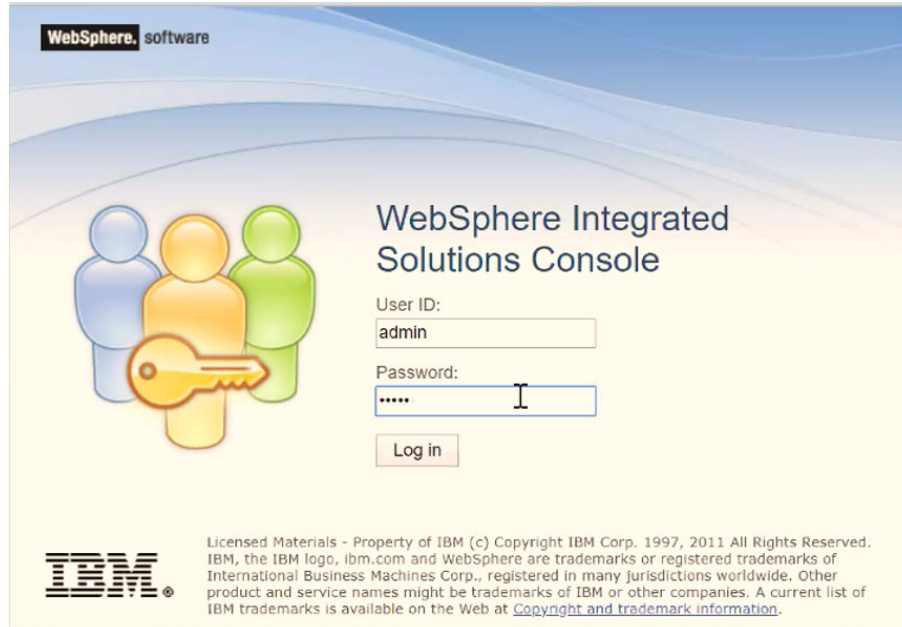 WebSphere. software
WebSphere Integrated
Solutions Console
User ID:
admin
Password:
•••••
Log in
Licensed Materials - Property of IBM (c) Copyright IBM Corp. 1997, 2011 All Rights Reserved.
IBM, the IBM logo, ibm.com and WebSphere are trademarks or registered trademarks of
International Business Machines Corp., registered in many jurisdictions worldwide. Other
product and service names might be trademarks of IBM or other companies. A current list of
IBM trademarks is available on the Web at Copyright and trademark information.
IBM®